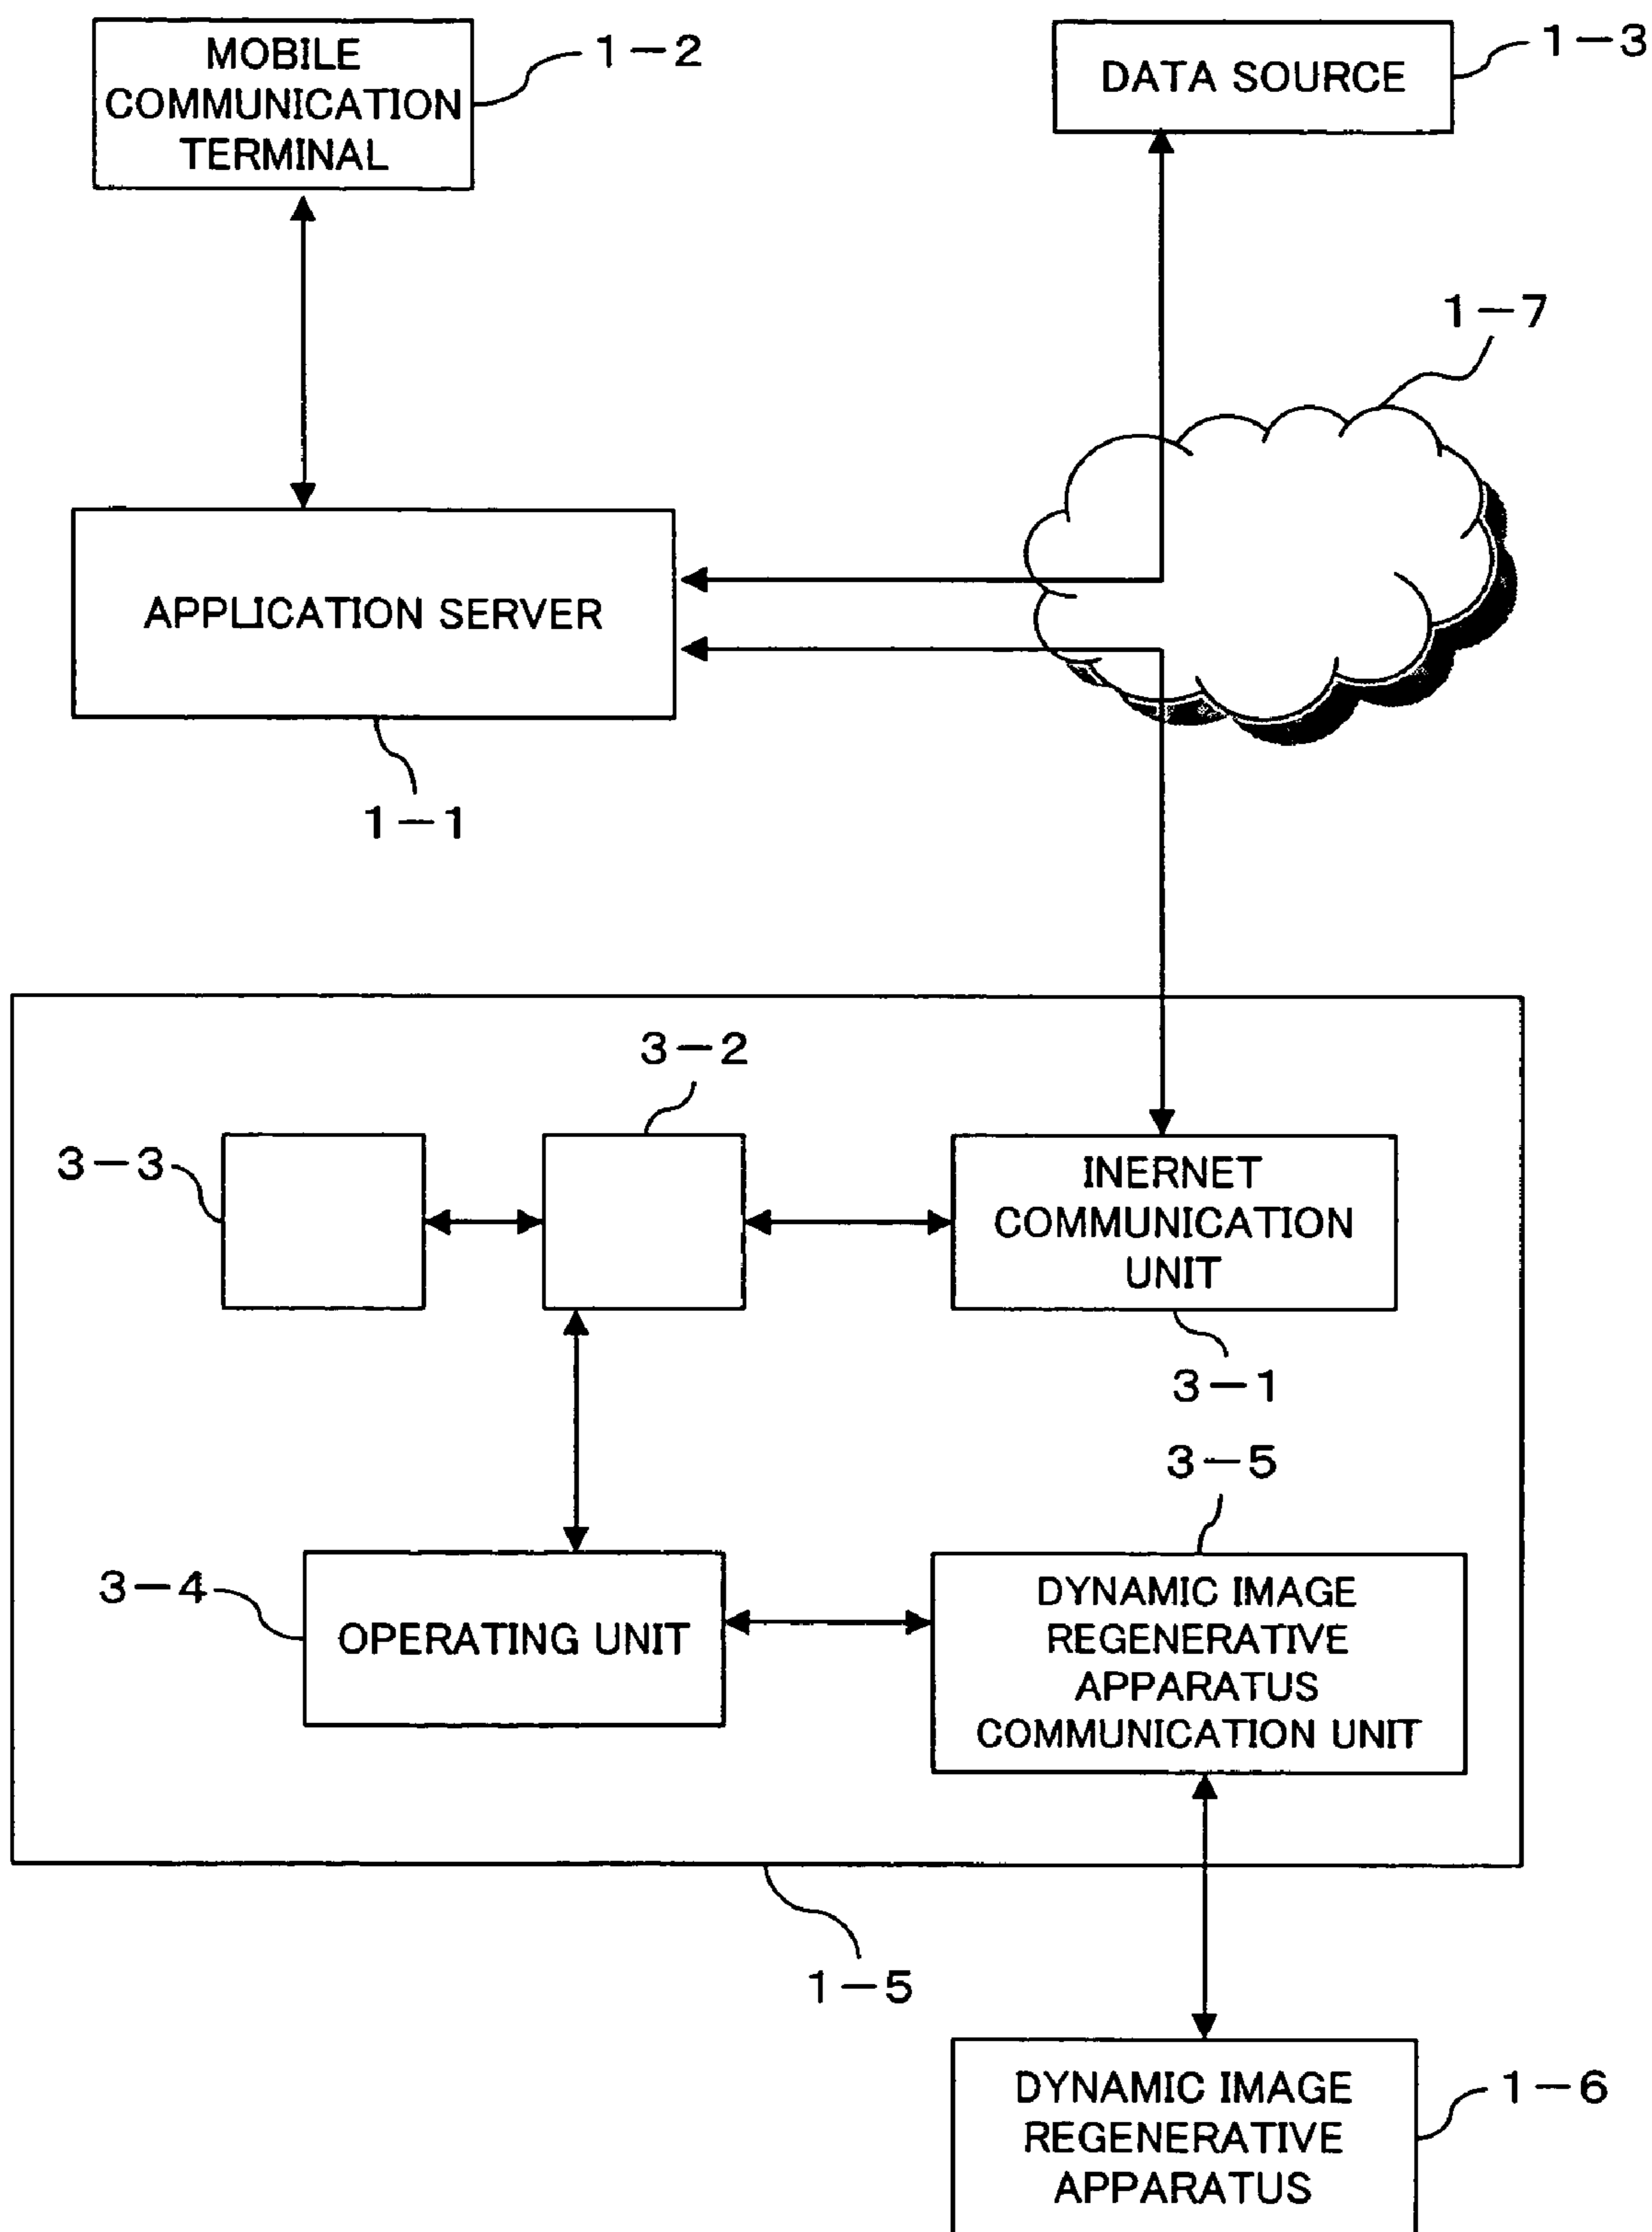 MOBILE
COMMUNICATION
TERMINAL
1-2
DATA SOURCE
1-3
1-7
APPLICATION SERVER
1-1
3-2
3-3
INERNET
COMMUNICATION
UNIT
3-1
3-5
3-4
OPERATING UNIT
DYNAMIC IMAGE
REGENERATIVE
APPARATUS
COMMUNICATION UNIT
1-5
DYNAMIC IMAGE
REGENERATIVE
APPARATUS
1-6